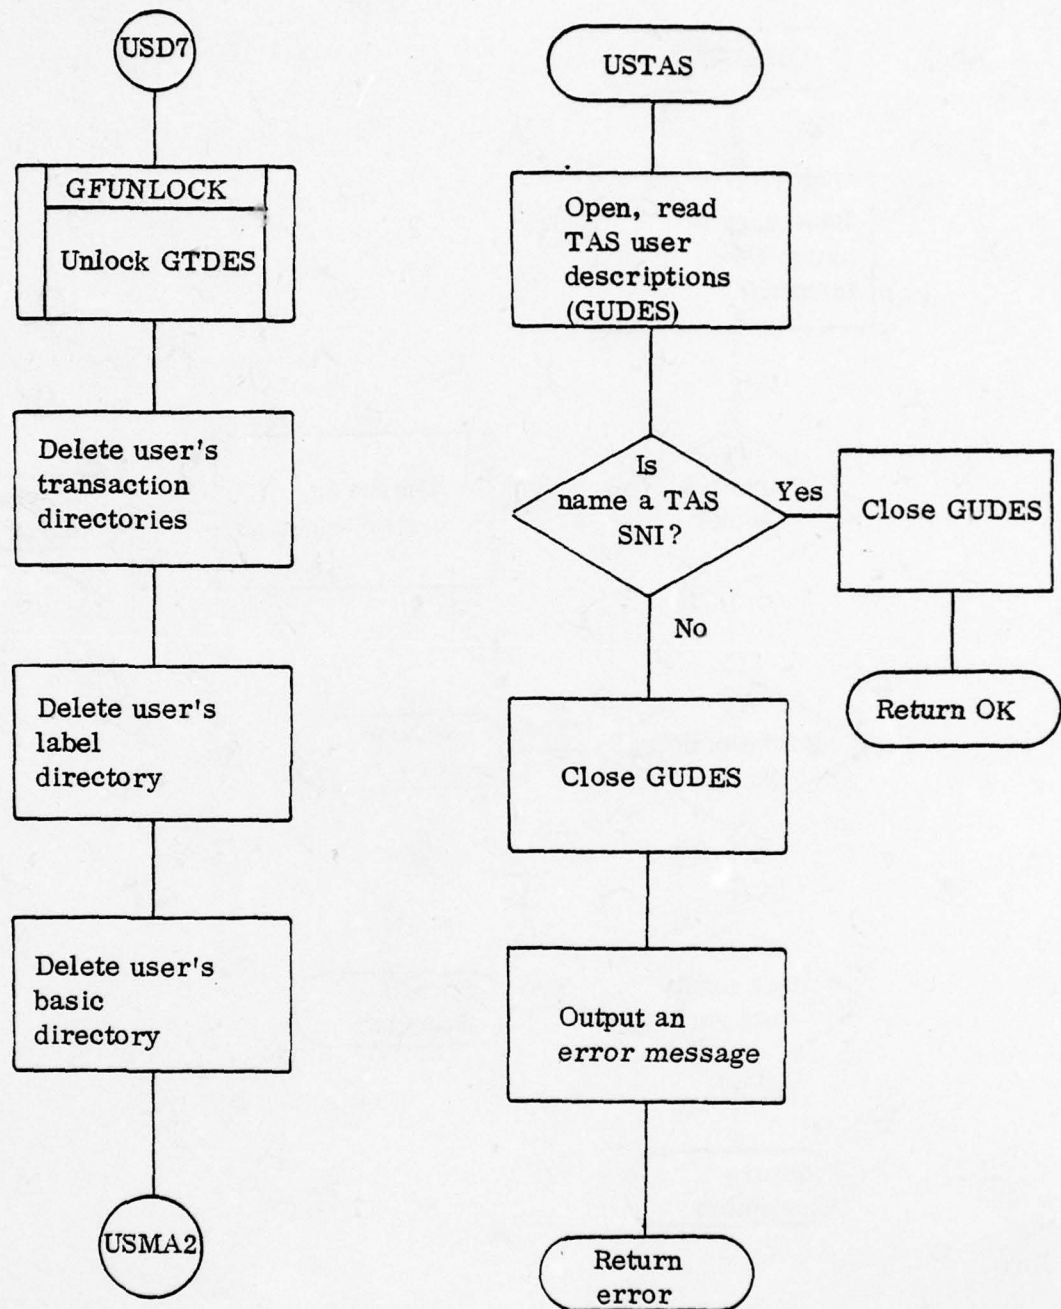 USD7
GFUNLOCK
Unlock GTDES
Delete user's
transaction
directories
Delete user's
label
directory
Delete user's
basic
directory
USMA2
USTAS
Open, read
TAS user
descriptions
(GUDES)
Is
name a TAS
SNI?
Yes
Close GUDES
Return OK
No
Close GUDES
Output an
error message
Return
error